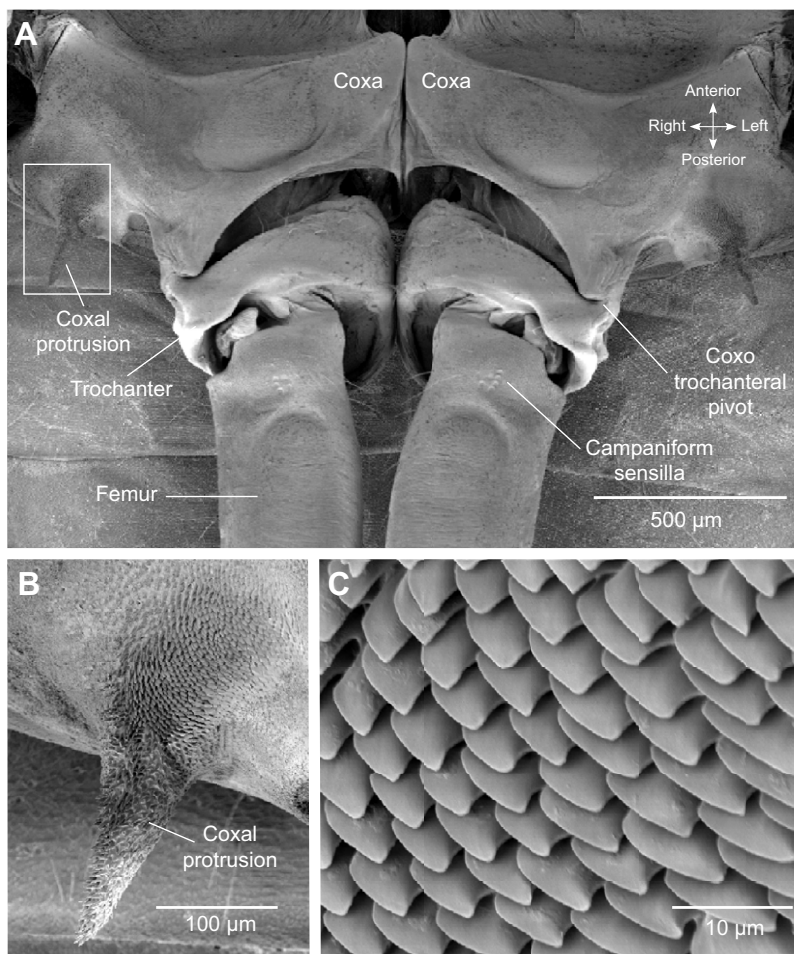 A
Coxa
Coxa
Anterior
Right
Left
Posterior
Coxal
protrusion
Trochanter
Coxo
trochanteral
pivot
Campaniform
sensilla
Femur
500 µm
B
Coxal
protrusion
100 µm
C
10 µm